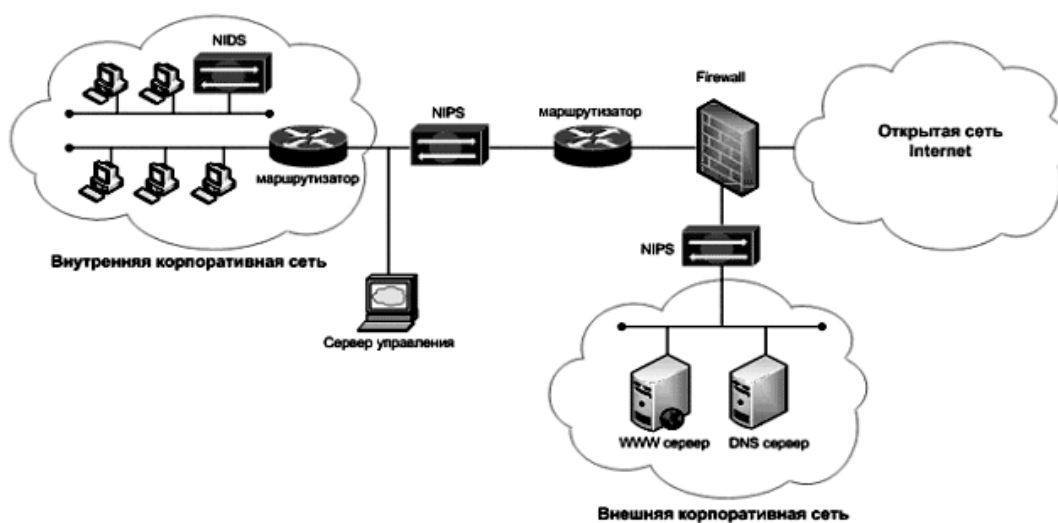 NIDS
NIPS
маршрутизатор
Firewall
Открытая сеть
Internet
маршрутизатор
Внутренняя корпоративная сеть
NIPS
Сервер управления
WWW сервер
DNS сервер
Внешняя корпоративная сеть